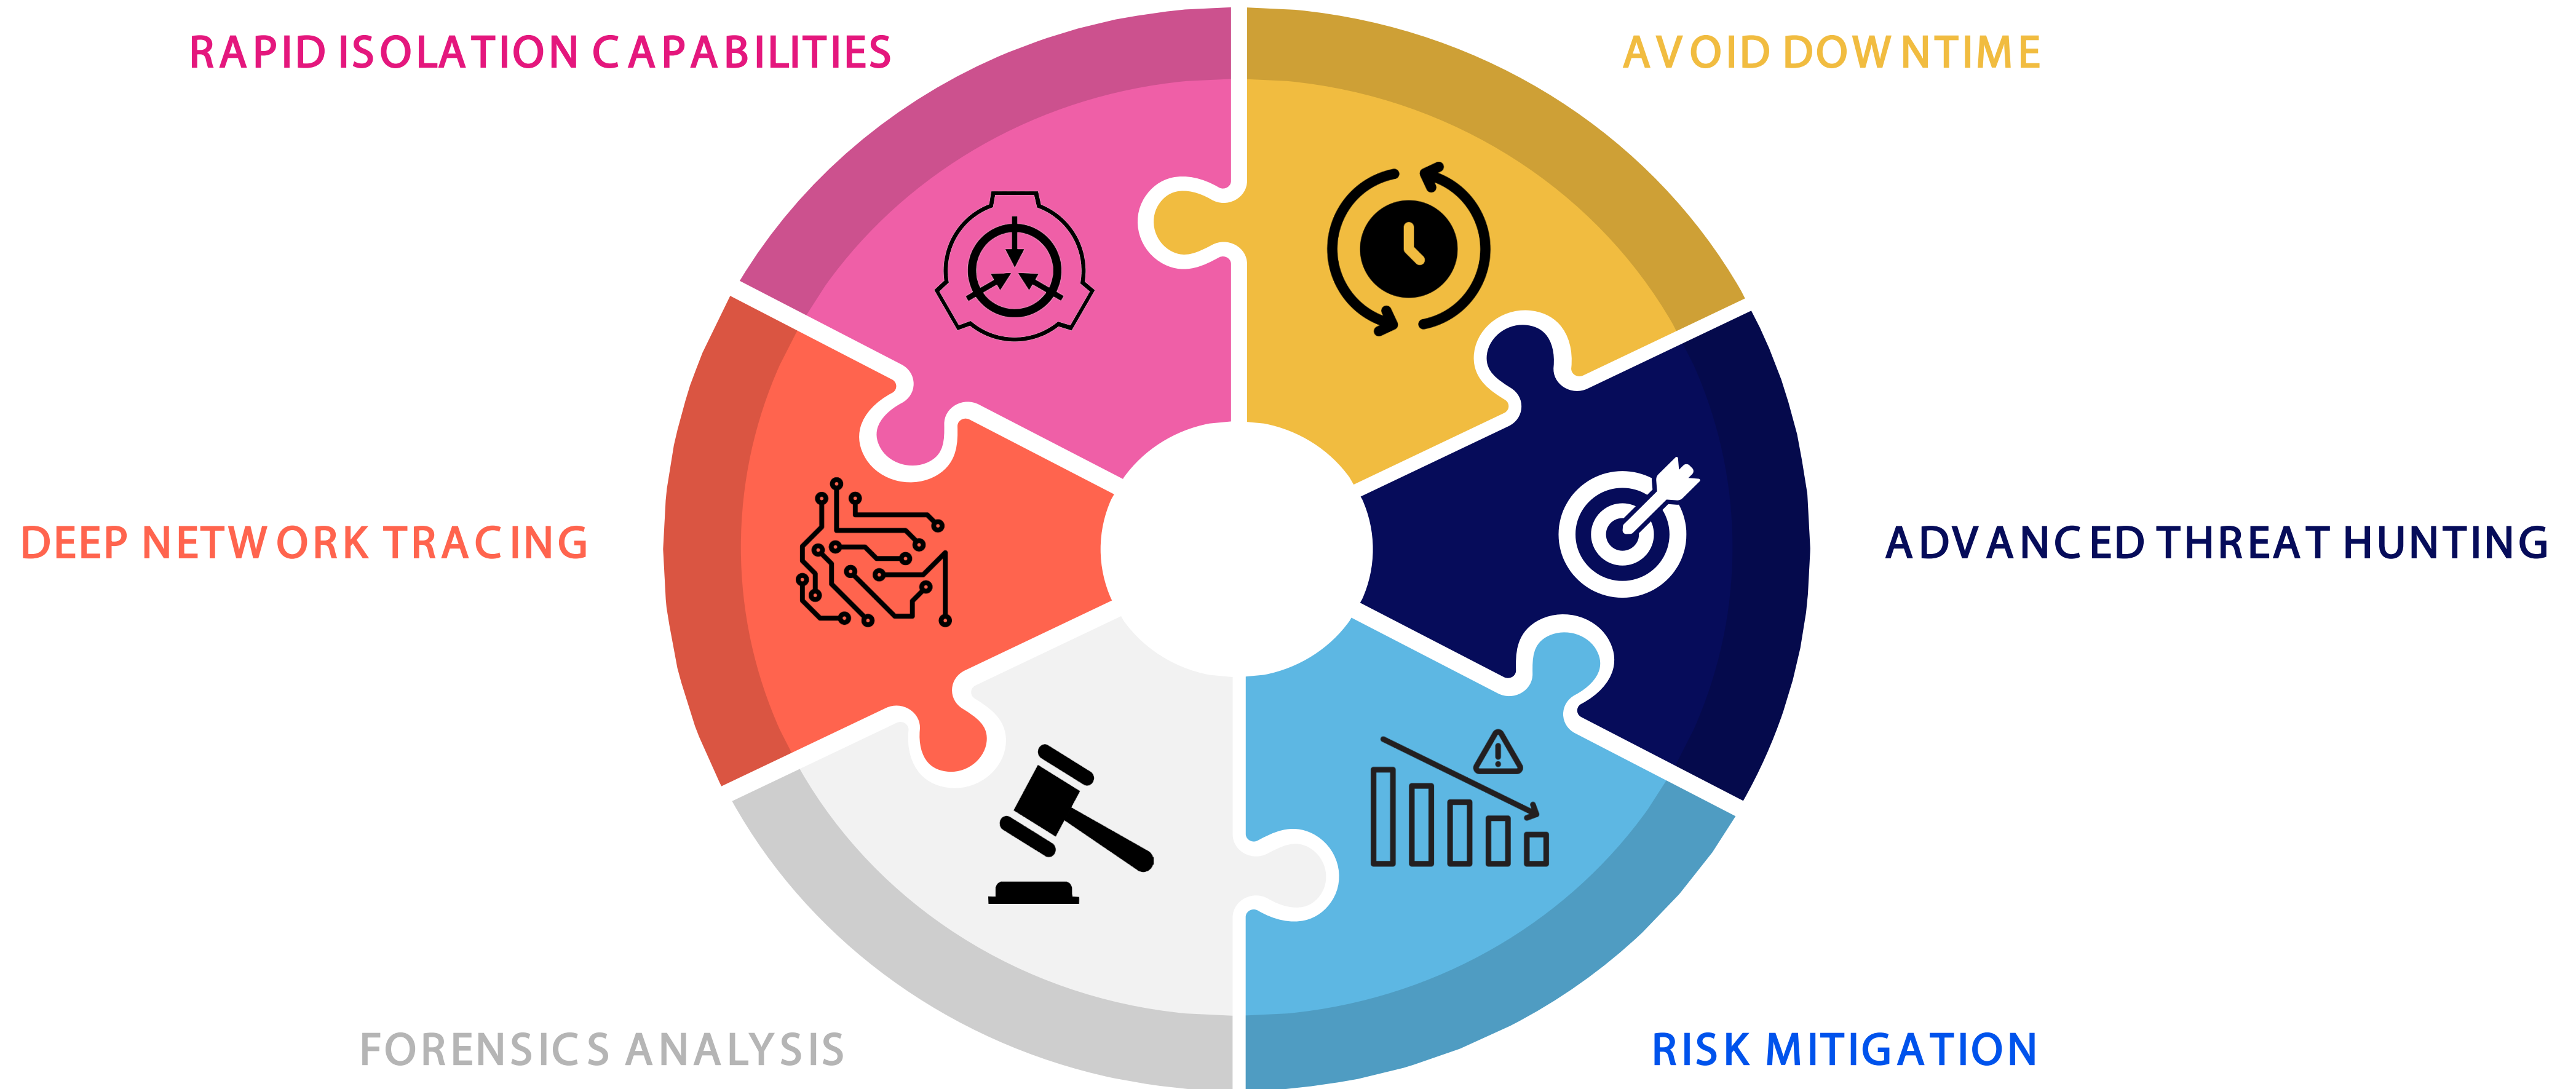 RAPID ISOLATION CAPABILITIES
AVOID DOWNTIME
DEEP NETWORK TRACING
ADVANCED THREAT HUNTING
FORENSICS ANALYSIS
RISK MITIGATION